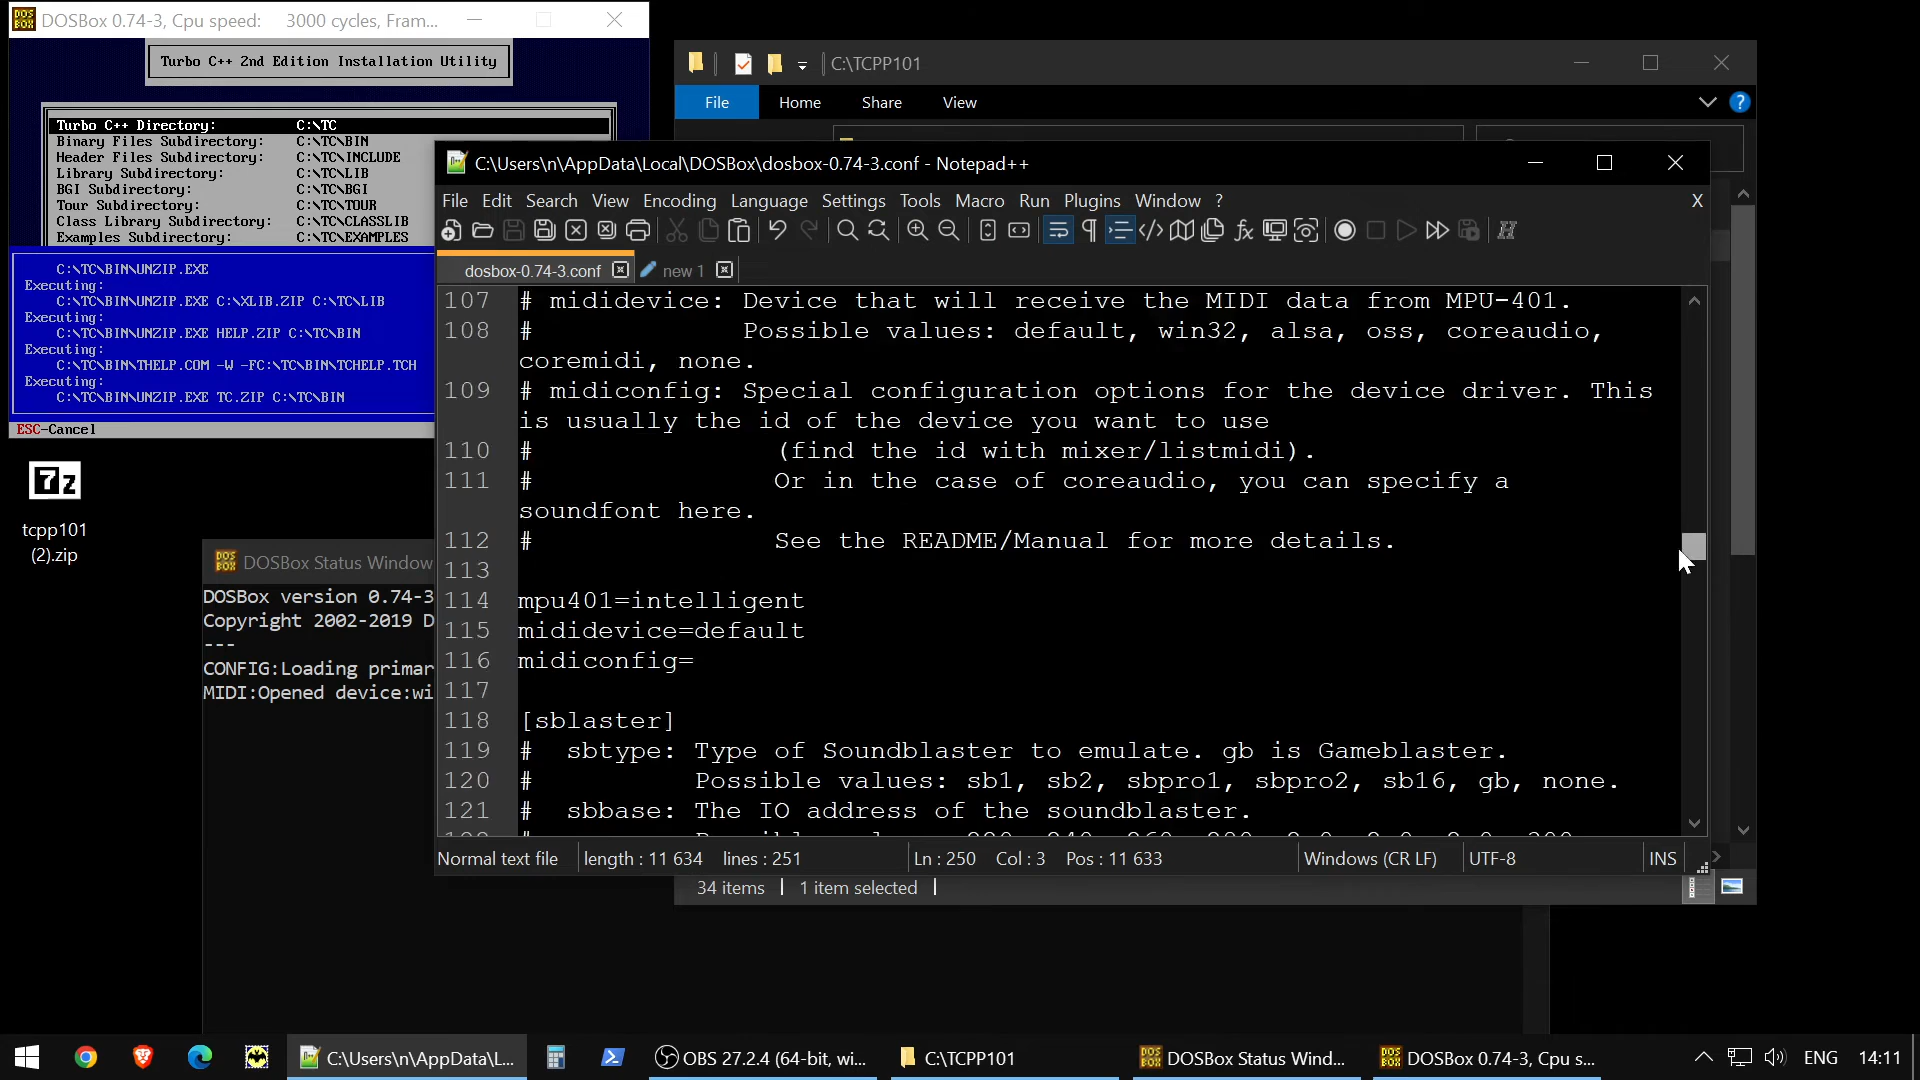 DOSBox 0.74-3, Cpu speed:    3000 cycles, Fram...
Turbo C++ 2nd Edition Installation Utility
Turbo C++ Directory: C:\TC
Binary Files Subdirectory: C:\TC\BIN
Header Files Subdirectory: C:\TC\INCLUDE
Library Subdirectory: C:\TC\LIB
BGI Subdirectory: C:\TC\BGI
Tour Subdirectory: C:\TC\TOUR
Class Library Subdirectory: C:\TC\CLASSLIB
Examples Subdirectory: C:\TC\EXAMPLES
C:\TC\BIN\UNZIP.EXE
Executing:
C:\TC\BIN\UNZIP.EXE C:\XLIB.ZIP C:\TC\LIB
Executing:
C:\TC\BIN\UNZIP.EXE HELP.ZIP C:\TC\BIN
Executing:
C:\TC\BIN\THELP.COM -W -FC:\TC\BIN\TCHELP.TCH
Executing:
C:\TC\BIN\UNZIP.EXE TC.ZIP C:\TC\BIN
ESC-Cancel
7z
tcpp101
(2).zip
DOSBox Status Window
DOSBox version 0.74-3
Copyright 2002-2019 D
---
CONFIG:Loading primar
MIDI:Opened device:wi
C:\TCPP101
File Home Share View
C:\Users\n\AppData\Local\DOSBox\dosbox-0.74-3.conf - Notepad++
File Edit Search View Encoding Language Settings Tools Macro Run Plugins Window ? X
dosbox-0.74-3.conf new 1
107 # mididevice: Device that will receive the MIDI data from MPU-401.
108 # Possible values: default, win32, alsa, oss, coreaudio,
coremidi, none.
109 # midiconfig: Special configuration options for the device driver. This
is usually the id of the device you want to use
110 # (find the id with mixer/listmidi).
111 # Or in the case of coreaudio, you can specify a
soundfont here.
112 # See the README/Manual for more details.
113
114 mpu401=intelligent
115 mididevice=default
116 midiconfig=
117
118 [sblaster]
119 # sbtype: Type of Soundblaster to emulate. gb is Gameblaster.
120 # Possible values: sb1, sb2, sbpro1, sbpro2, sb16, gb, none.
121 # sbbase: The IO address of the soundblaster.
Normal text file length : 11 634 lines : 251 Ln : 250 Col : 3 Pos : 11 633 Windows (CR LF) UTF-8 INS
34 items 1 item selected
C:\Users\n\AppData\L... OBS 27.2.4 (64-bit, wi... C:\TCPP101 DOSBox Status Wind... DOSBox 0.74-3, Cpu s... ENG 14:11